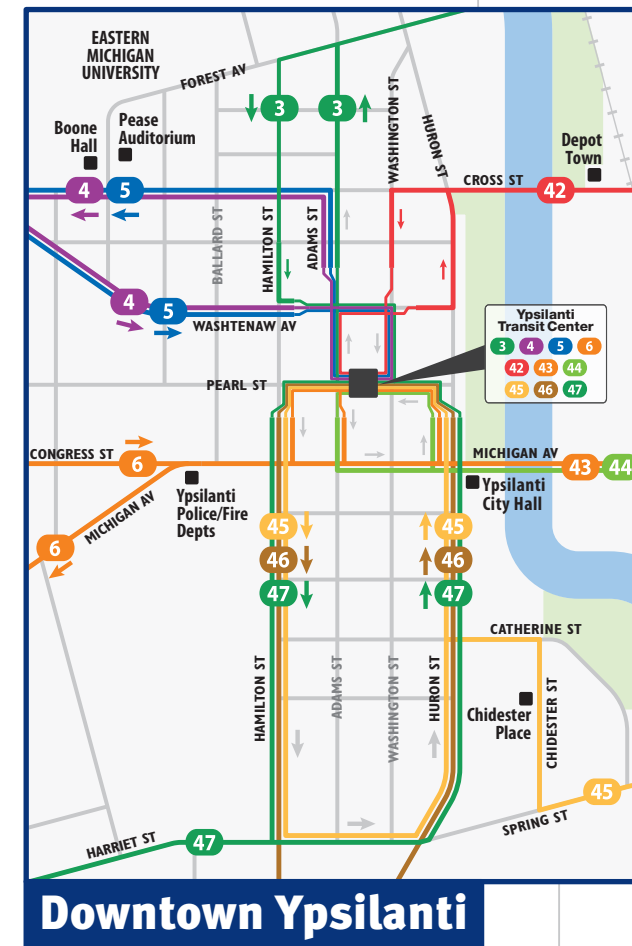 EASTERN
MICHIGAN
UNIVERSITY
FOREST AV
3
3
WASHINGTON ST
HURON ST
Boone
Hall
Pease
Auditorium
Depot
Town
4
5
CROSS ST
42
BALLARD ST
HAMILTON ST
ADAMS ST
4
5
WASHTENAW AV
Ypsilanti
Transit Center
3
4
5
6
42
43
44
45
46
47
PEARL ST
CONGRESS ST
6
MICHIGAN AV
43
44
MICHIGAN AV
Ypsilanti
Police/Fire
Depts
Ypsilanti
City Hall
6
45
45
46
46
47
47
CATHERINE ST
HAMILTON ST
ADAMS ST
WASHINGTON ST
HURON ST
Chidester
Place
CHIDESTER ST
45
SPRING ST
HARRIET ST
47
Downtown Ypsilanti